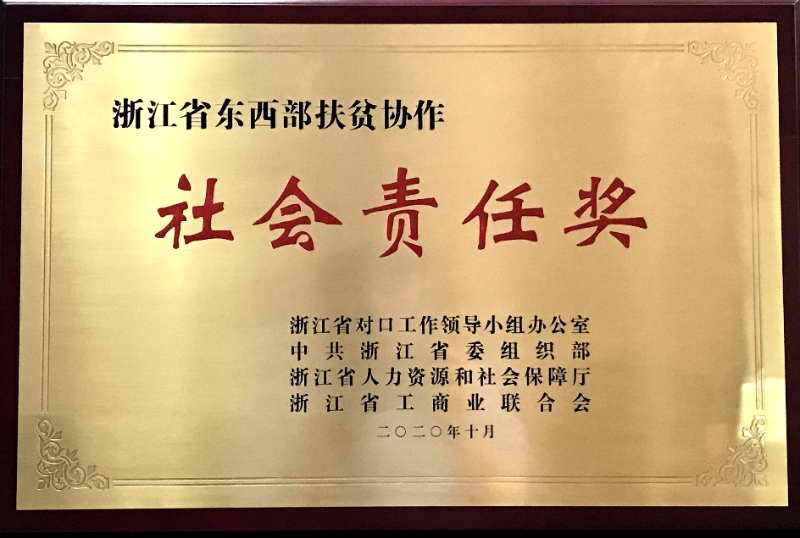 浙江省东西部扶贫协作
社会责任奖
浙江省对口工作领导小组办公室
中共浙江省委组织部
浙江省人力资源和社会保障厅
浙江省工商业联合会
二〇二〇年十月